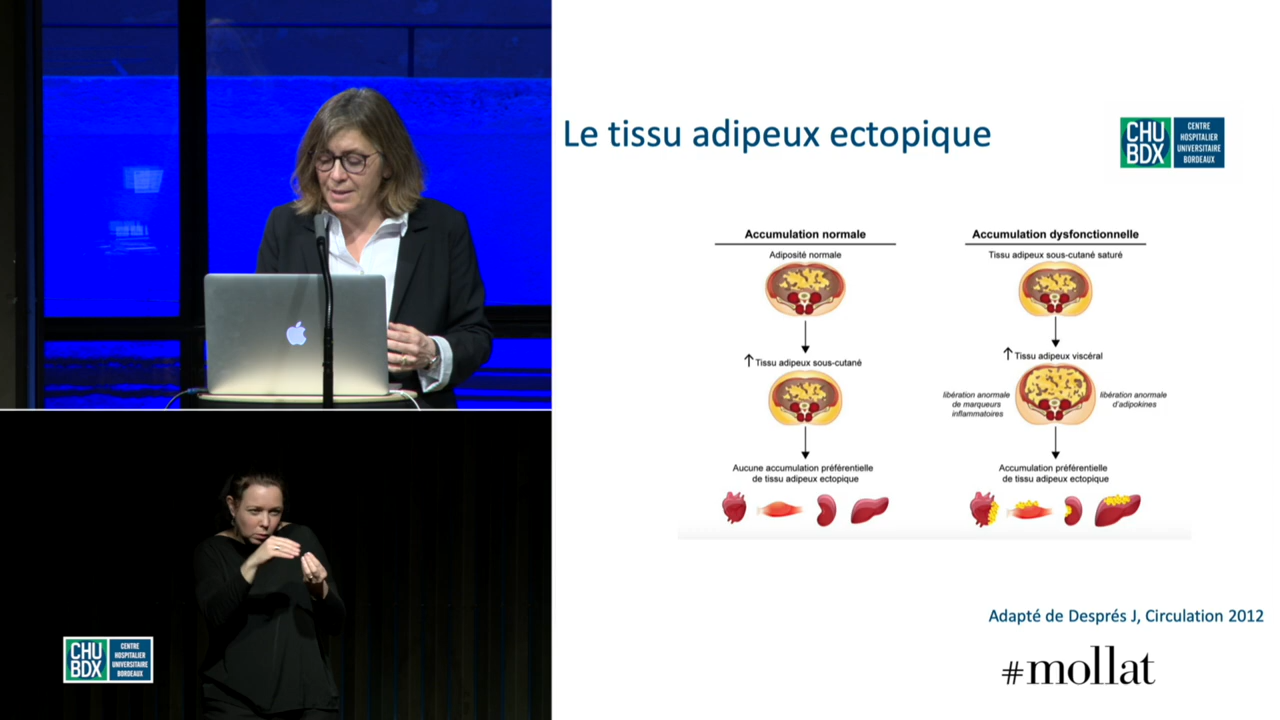 Le tissu adipeux ectopique
CHU
BDX
CENTRE
HOSPITALIER
UNIVERSITAIRE
BORDEAUX
Accumulation normale
Adiposité normale
↑Tissu adipeux sous-cutané
Aucune accumulation préférentielle
de tissu adipeux ectopique
Accumulation dysfonctionnelle
Tissu adipeux sous-cutané saturé
↑Tissu adipeux viscéral
libération anormale
de marqueurs
inflammatoires
libération anormale
d'adipokines
Accumulation préférentielle
de tissu adipeux ectopique
Adapté de Després J, Circulation 2012
#mollat
CHU
BDX
CENTRE
HOSPITALIER
UNIVERSITAIRE
BORDEAUX